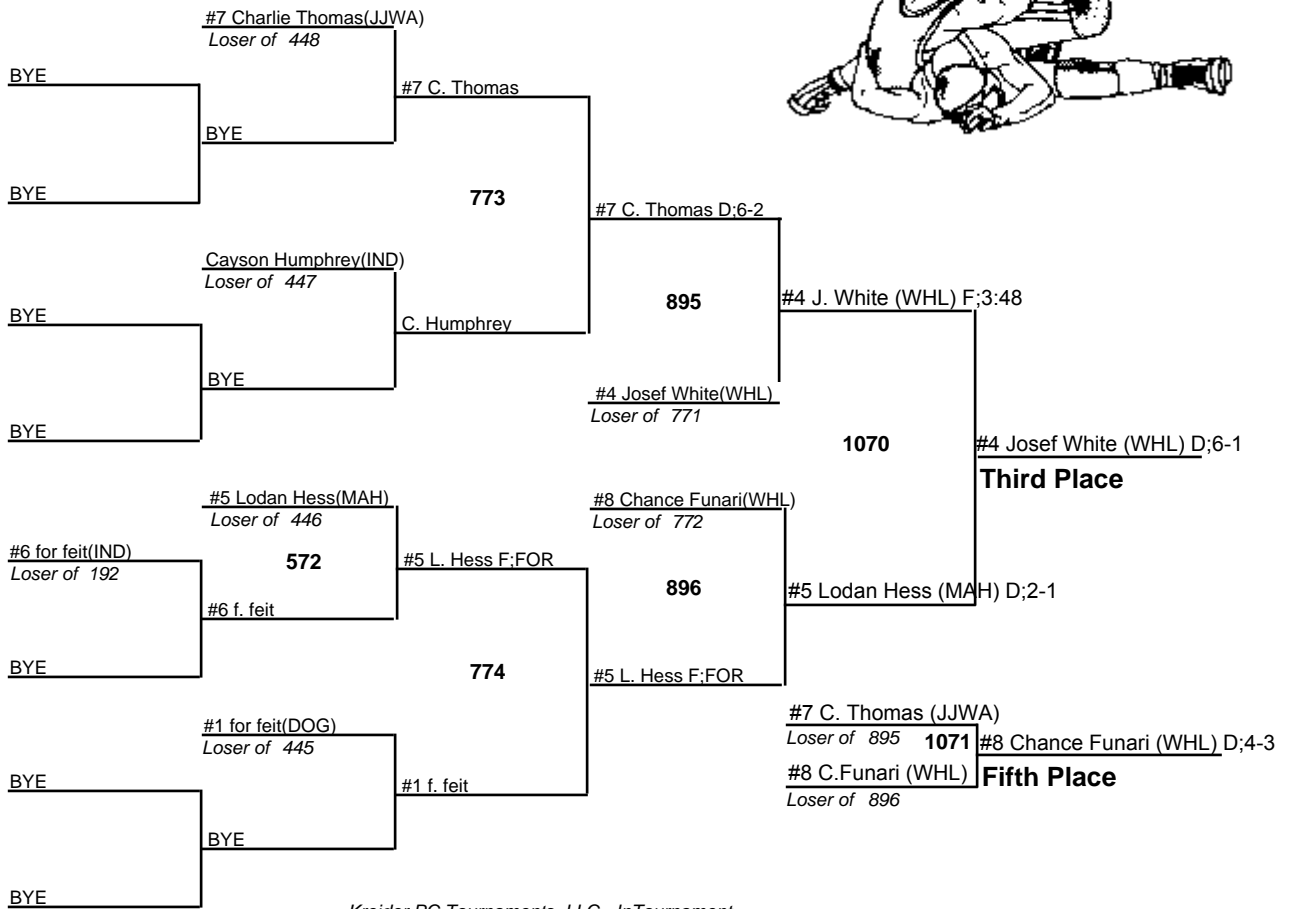 #7 Charlie Thomas(JJWA)
Loser of 448
BYE
#7 C. Thomas
BYE
BYE
773
#7 C. Thomas D;6-2
Cayson Humphrey(IND)
Loser of 447
895
#4 J. White (WHL) F;3:48
BYE
C. Humphrey
BYE
#4 Josef White(WHL)
Loser of 771
BYE
1070
#4 Josef White (WHL) D;6-1
Third Place
#5 Lodan Hess(MAH)
Loser of 446
#8 Chance Funari(WHL)
Loser of 772
#6 for feit(IND)
Loser of 192
572
#5 L. Hess F;FOR
896
#5 Lodan Hess (MAH) D;2-1
#6 f. feit
BYE
774
#5 L. Hess F;FOR
#1 for feit(DOG)
Loser of 445
#7 C. Thomas (JJWA)
Loser of 895
1071
#8 Chance Funari (WHL) D;4-3
BYE
#1 f. feit
#8 C.Funari (WHL)
Fifth Place
Loser of 896
BYE
BYE